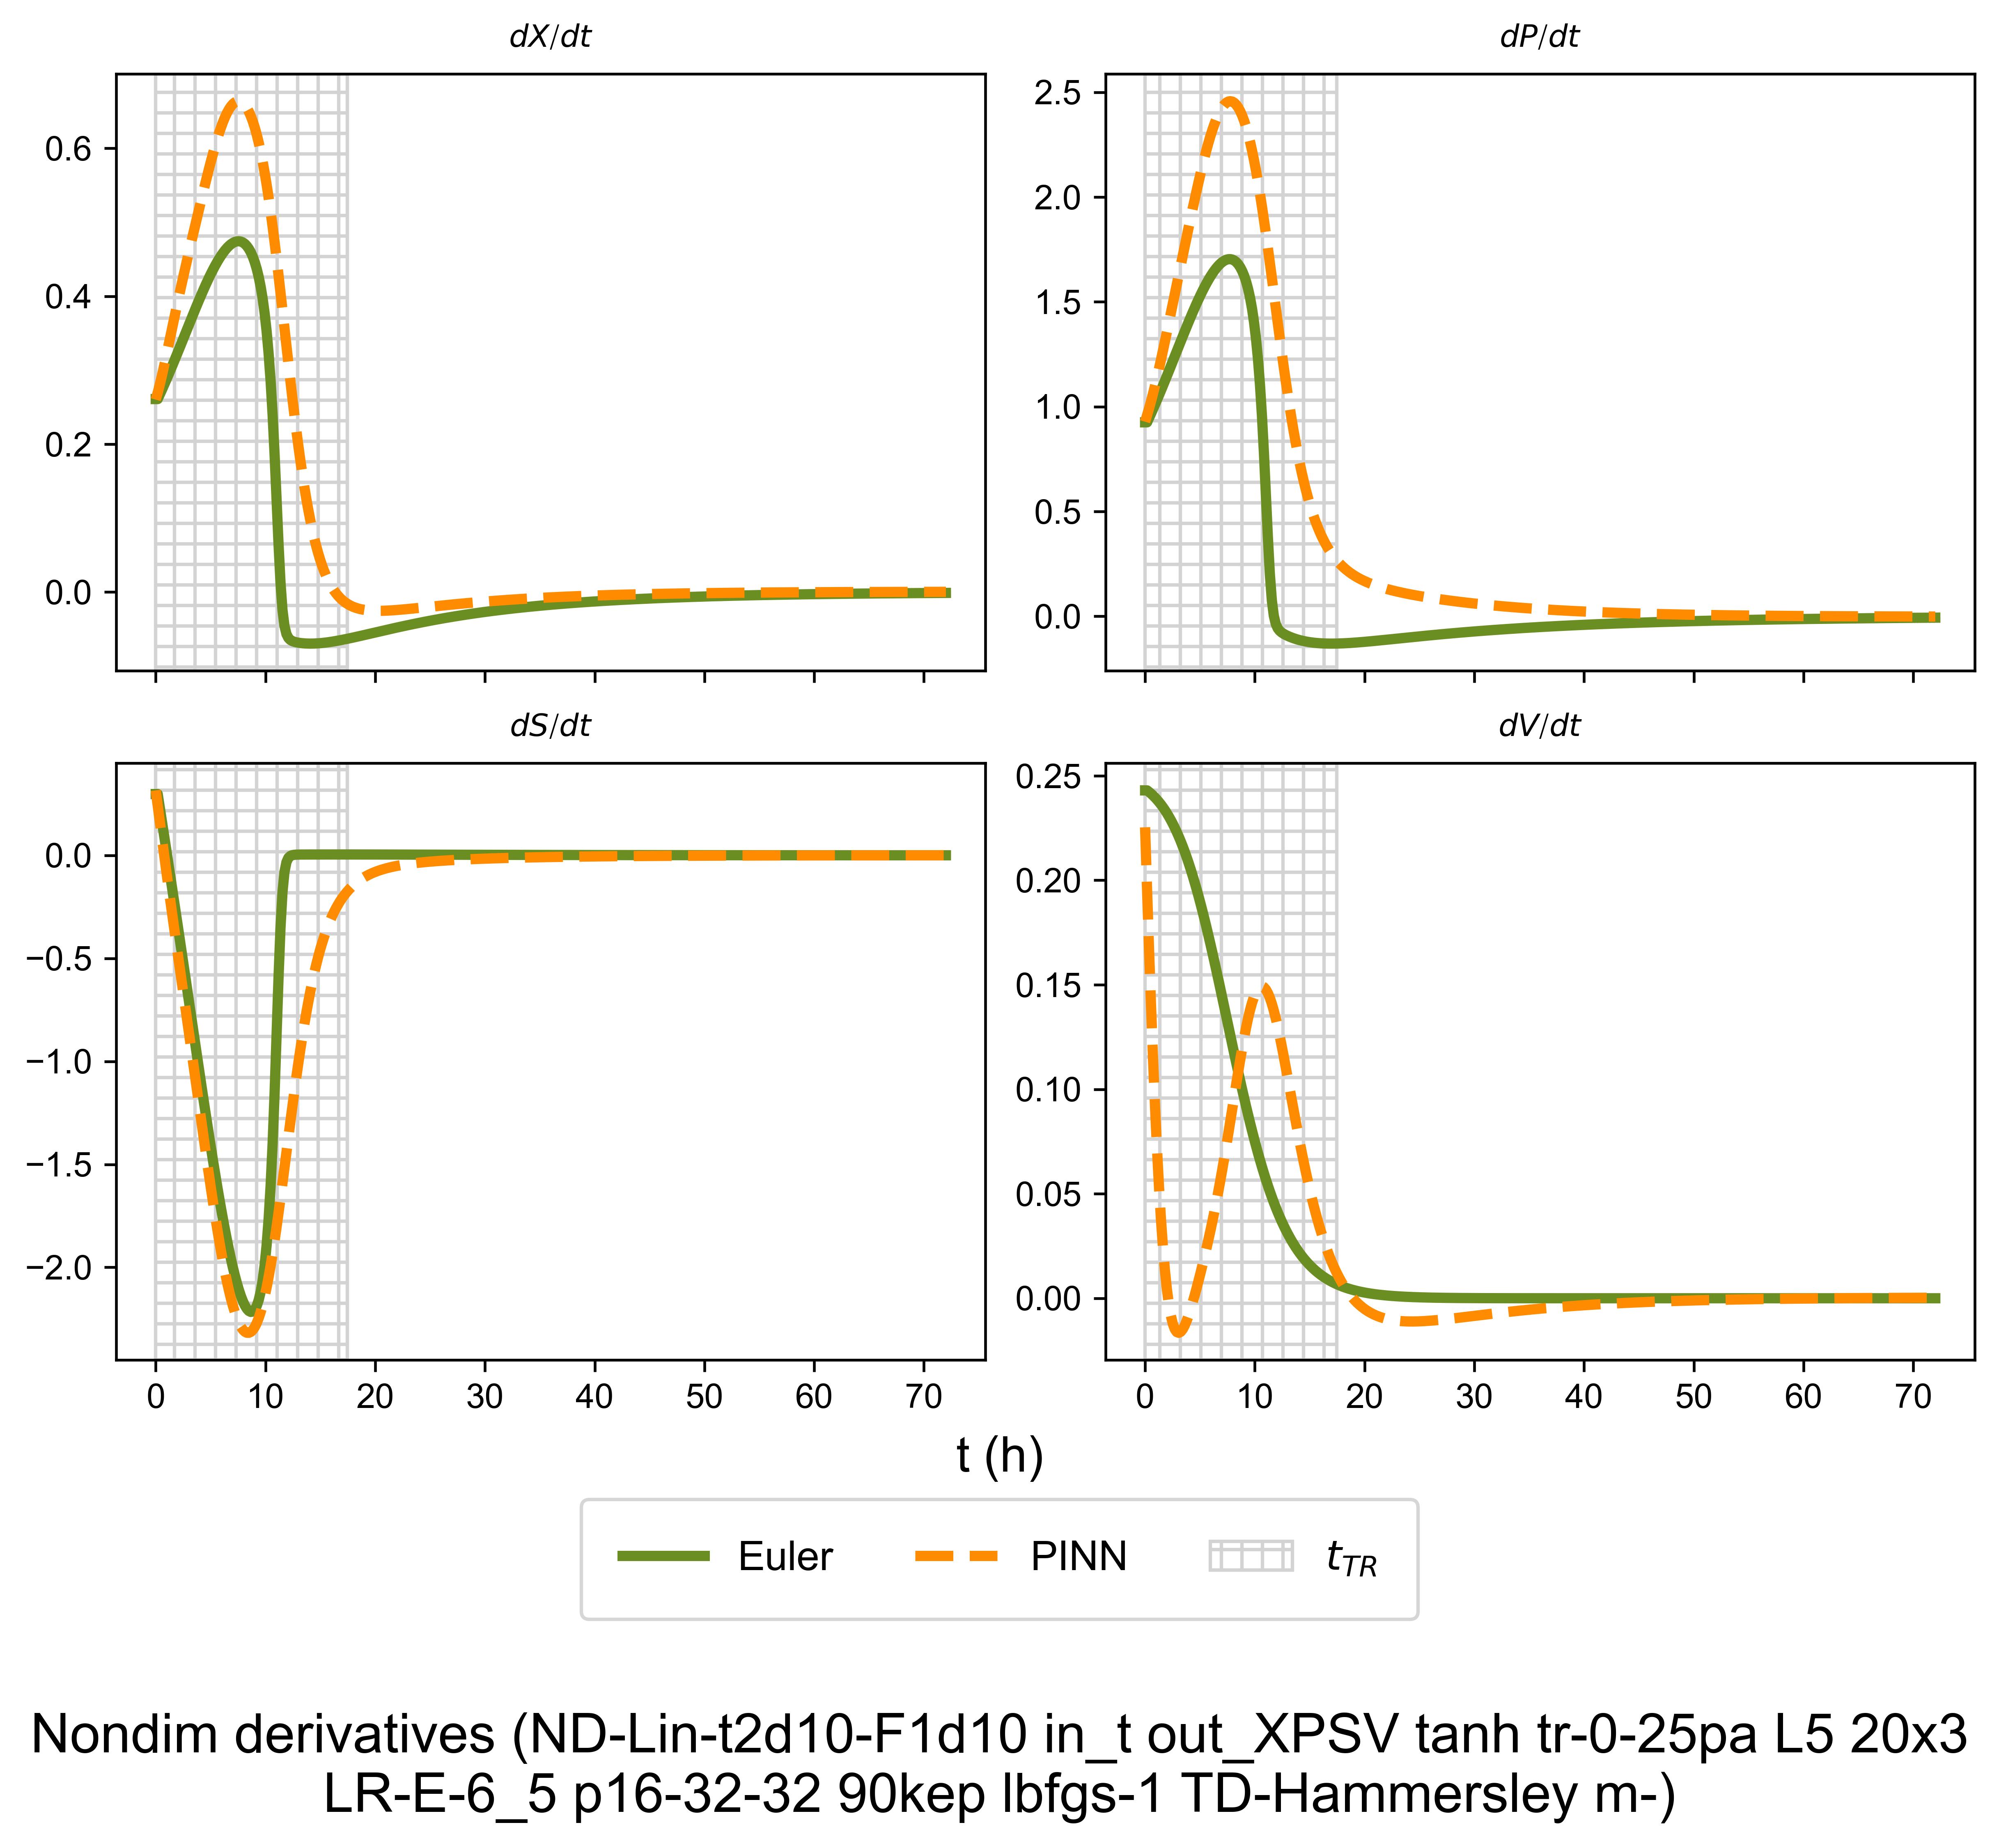 dX/dt
dP/dt
0.6
0.4
0.2
0.0
2.5
2.0
1.5
1.0
0.5
0.0
dS/dt
dV/dt
0.0
−0.5
−1.0
−1.5
−2.0
0.25
0.20
0.15
0.10
0.05
0.00
0 10 20 30 40 50 60 70
0 10 20 30 40 50 60 70
t (h)
Euler PINN t_TR
Nondim derivatives (ND-Lin-t2d10-F1d10 in_t out_XPSV tanh tr-0-25pa L5 20x3
LR-E-6_5 p16-32-32 90kep lbfgs-1 TD-Hammersley m-)